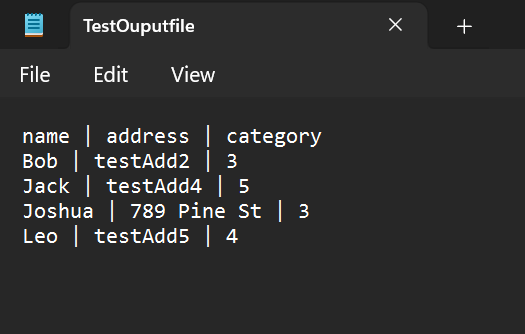 TestOuputfile
File Edit View
name | address | category
Bob | testAdd2 | 3
Jack | testAdd4 | 5
Joshua | 789 Pine St | 3
Leo | testAdd5 | 4